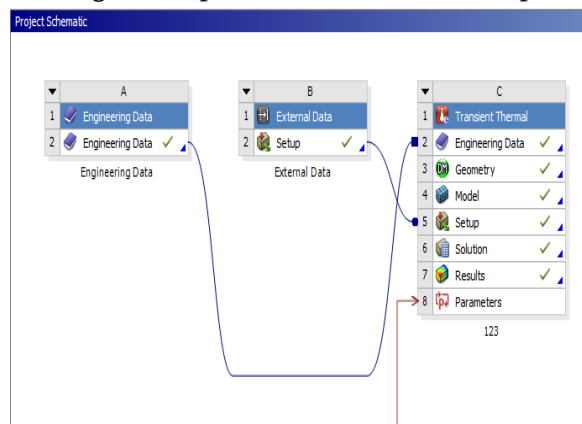 Project Schematic
A
1 Engineering Data
2 Engineering Data
Engineering Data
B
1 External Data
2 Setup
External Data
C
1 Transient Thermal
2 Engineering Data
3 Geometry
4 Model
5 Setup
6 Solution
7 Results
8 Parameters
123